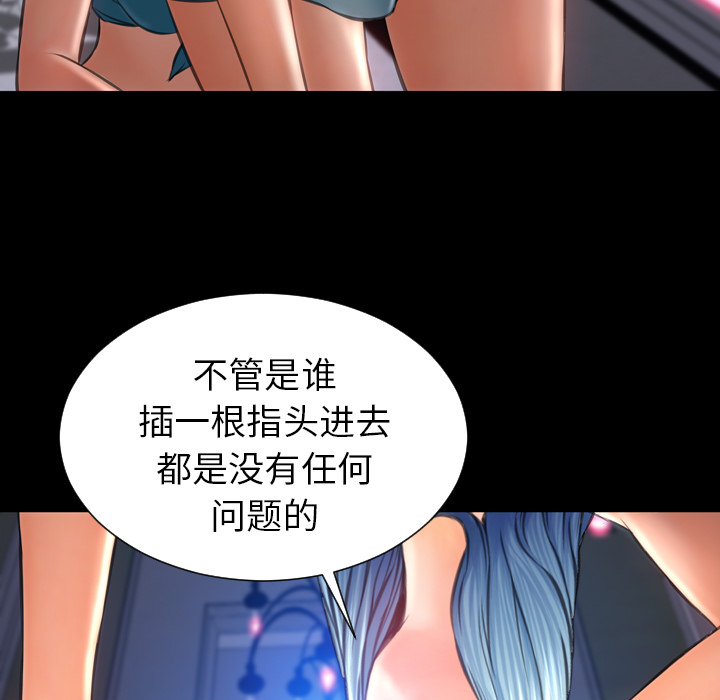 不管是谁
插一根指头进去
都是没有任何
问题的